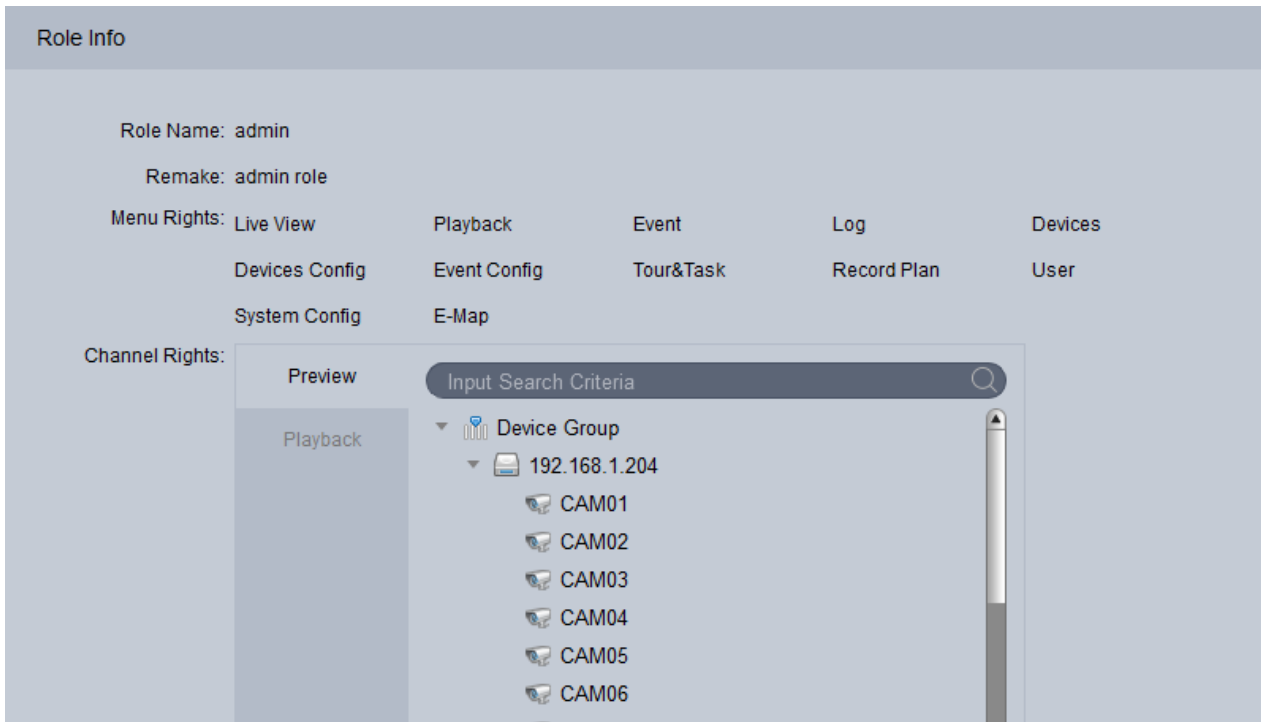 Role Info
Role Name: admin
Remake: admin role
Menu Rights: Live View Playback Event Log Devices
Devices Config Event Config Tour&Task Record Plan User
System Config E-Map
Channel Rights:
Preview Input Search Criteria
Playback Device Group
192.168.1.204
CAM01
CAM02
CAM03
CAM04
CAM05
CAM06